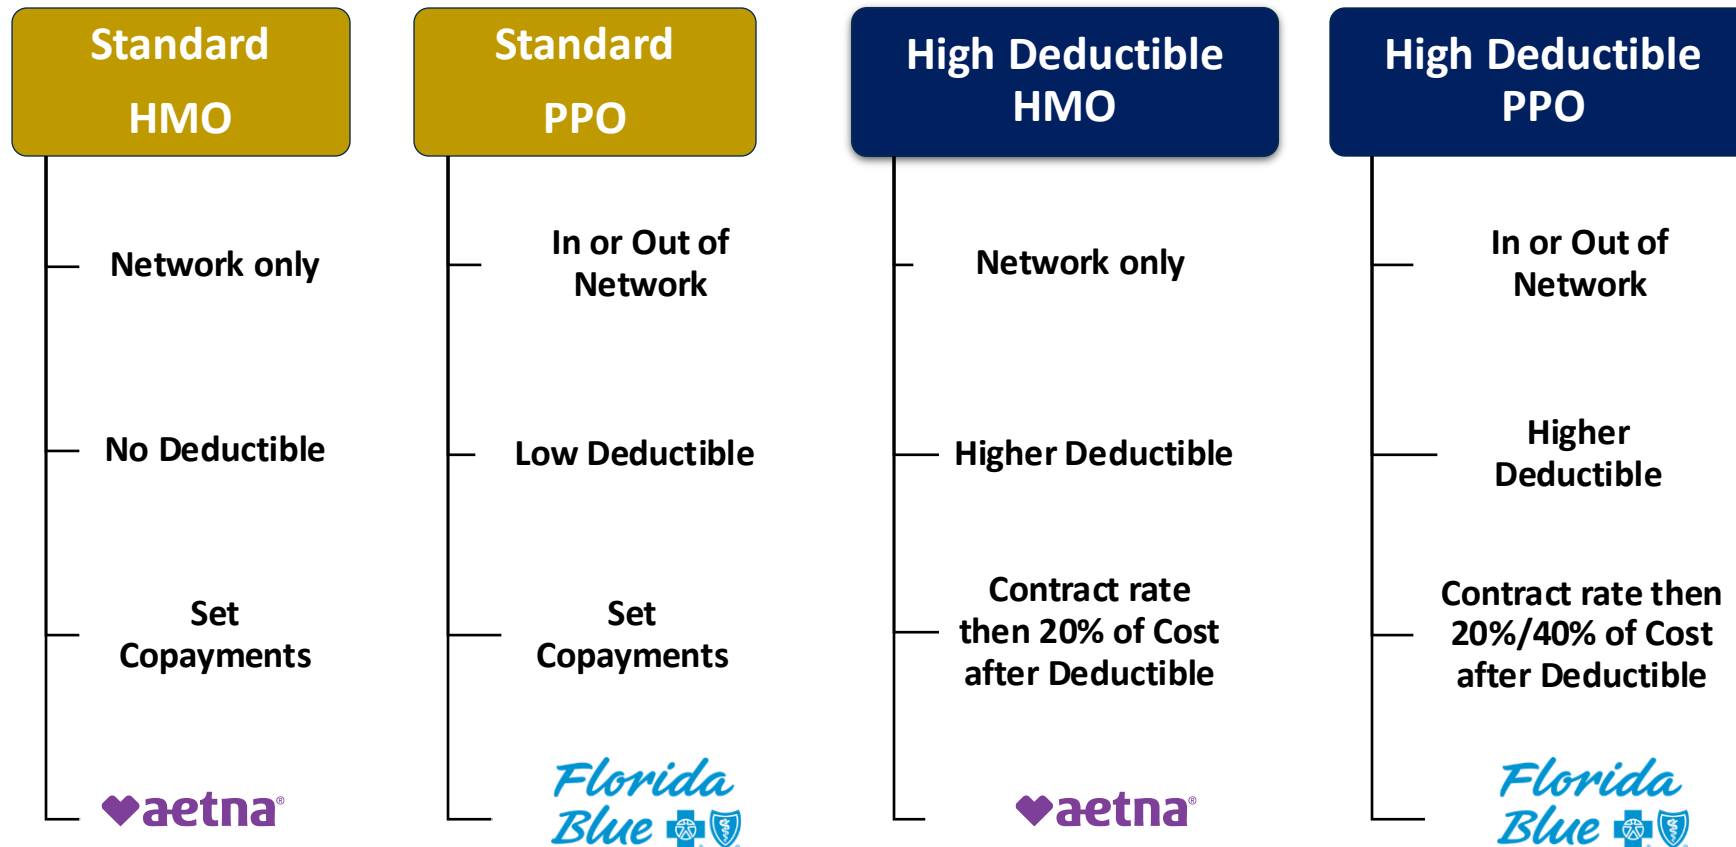 Standard
HMO
Network only
No Deductible
Set
Copayments
aetna®
Standard
PPO
In or Out of
Network
Low Deductible
Set
Copayments
Florida
Blue
High Deductible
HMO
Network only
Higher Deductible
Contract rate
then 20% of Cost
after Deductible
aetna®
High Deductible
PPO
In or Out of
Network
Higher
Deductible
Contract rate then
20%/40% of Cost
after Deductible
Florida
Blue